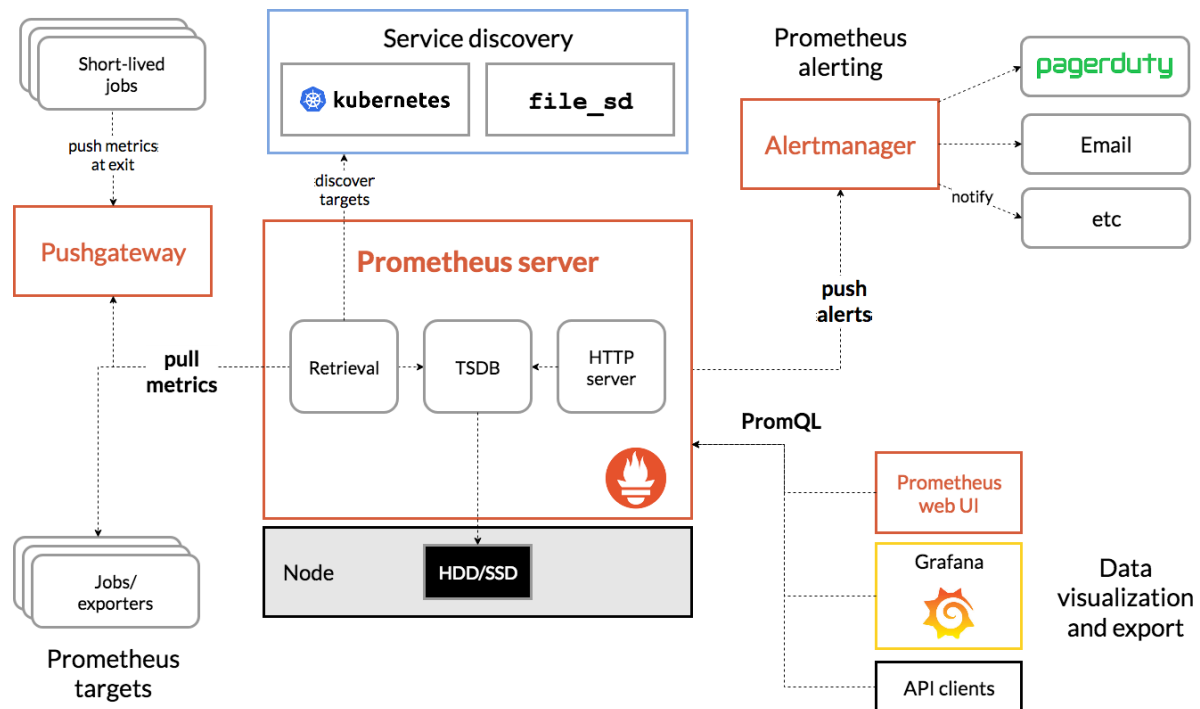 Short-lived
jobs
push metrics
at exit
Pushgateway
pull
metrics
Jobs/
exporters
Prometheus
targets
Service discovery
kubernetes
file_sd
discover
targets
Prometheus server
Retrieval
TSDB
HTTP
server
Node
HDD/SSD
Prometheus
alerting
Alertmanager
pagerduty
Email
notify
etc
push
alerts
PromQL
Prometheus
web UI
Grafana
API clients
Data
visualization
and export